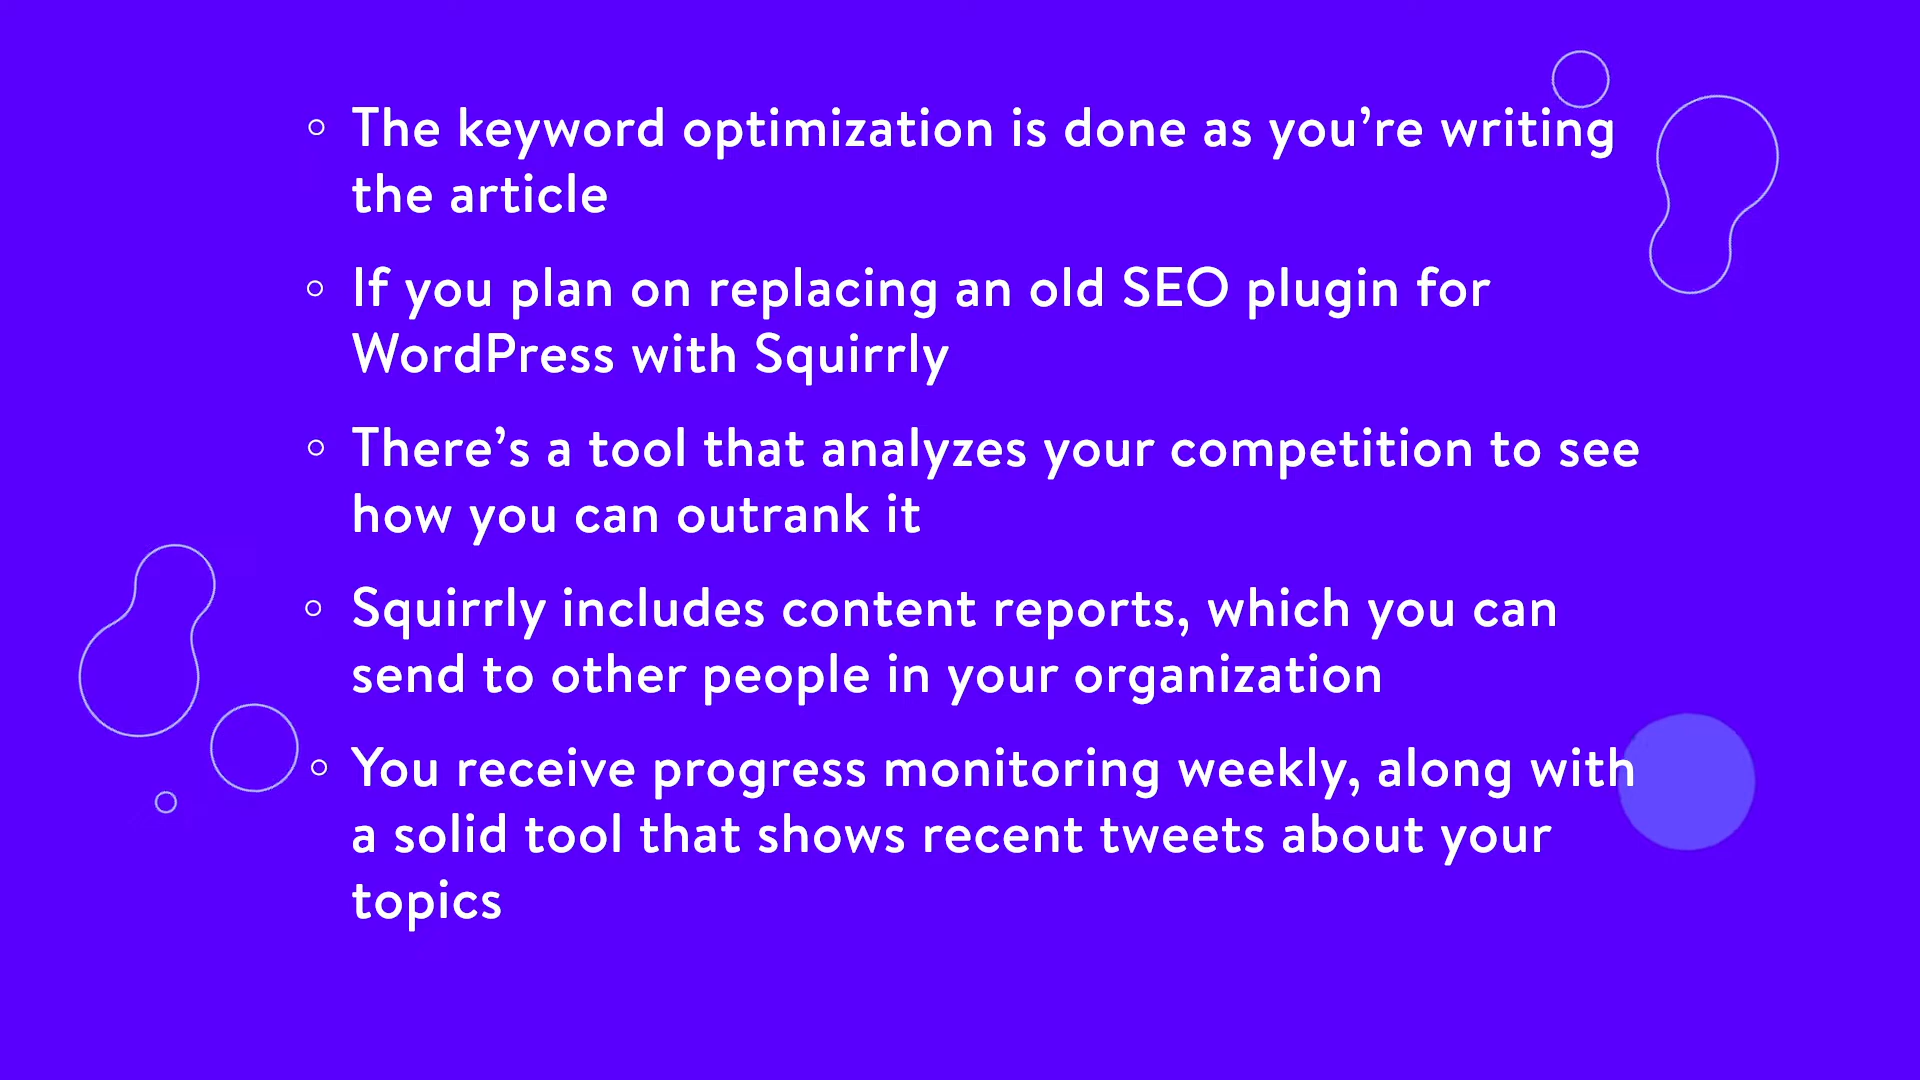 The keyword optimization is done as you’re writing
the article
If you plan on replacing an old SEO plugin for
WordPress with Squirrly
There’s a tool that analyzes your competition to see
how you can outrank it
Squirrly includes content reports, which you can
send to other people in your organization
You receive progress monitoring weekly, along with
a solid tool that shows recent tweets about your
topics